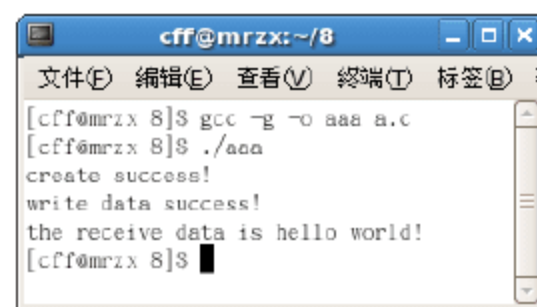 cff@mrzx:~/8
文件(F) 编辑(E) 查看(V) 终端(T) 标签(B)
[cff@mrzx 8]$ gcc -g -o aaa a.c
[cff@mrzx 8]$ ./aaa
create success!
write data success!
the receive data is hello world!
[cff@mrzx 8]$